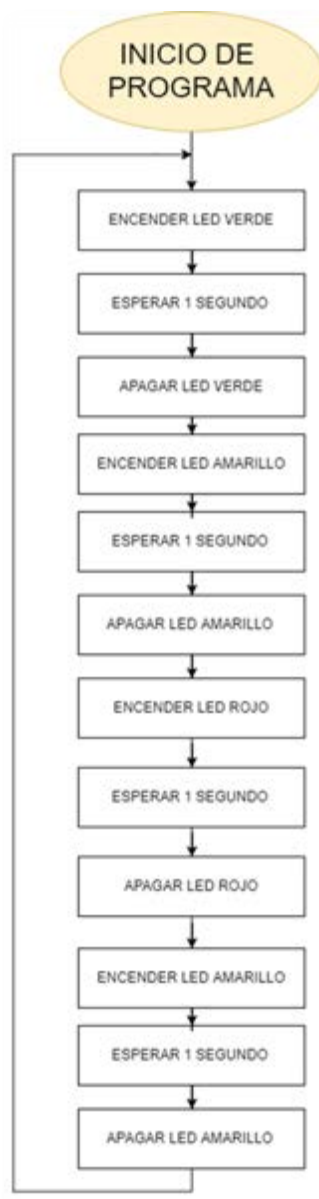 INICIO DE
PROGRAMA
ENCENDER LED VERDE
ESPERAR 1 SEGUNDO
APAGAR LED VERDE
ENCENDER LED AMARILLO
ESPERAR 1 SEGUNDO
APAGAR LED AMARILLO
ENCENDER LED ROJO
ESPERAR 1 SEGUNDO
APAGAR LED ROJO
ENCENDER LED AMARILLO
ESPERAR 1 SEGUNDO
APAGAR LED AMARILLO